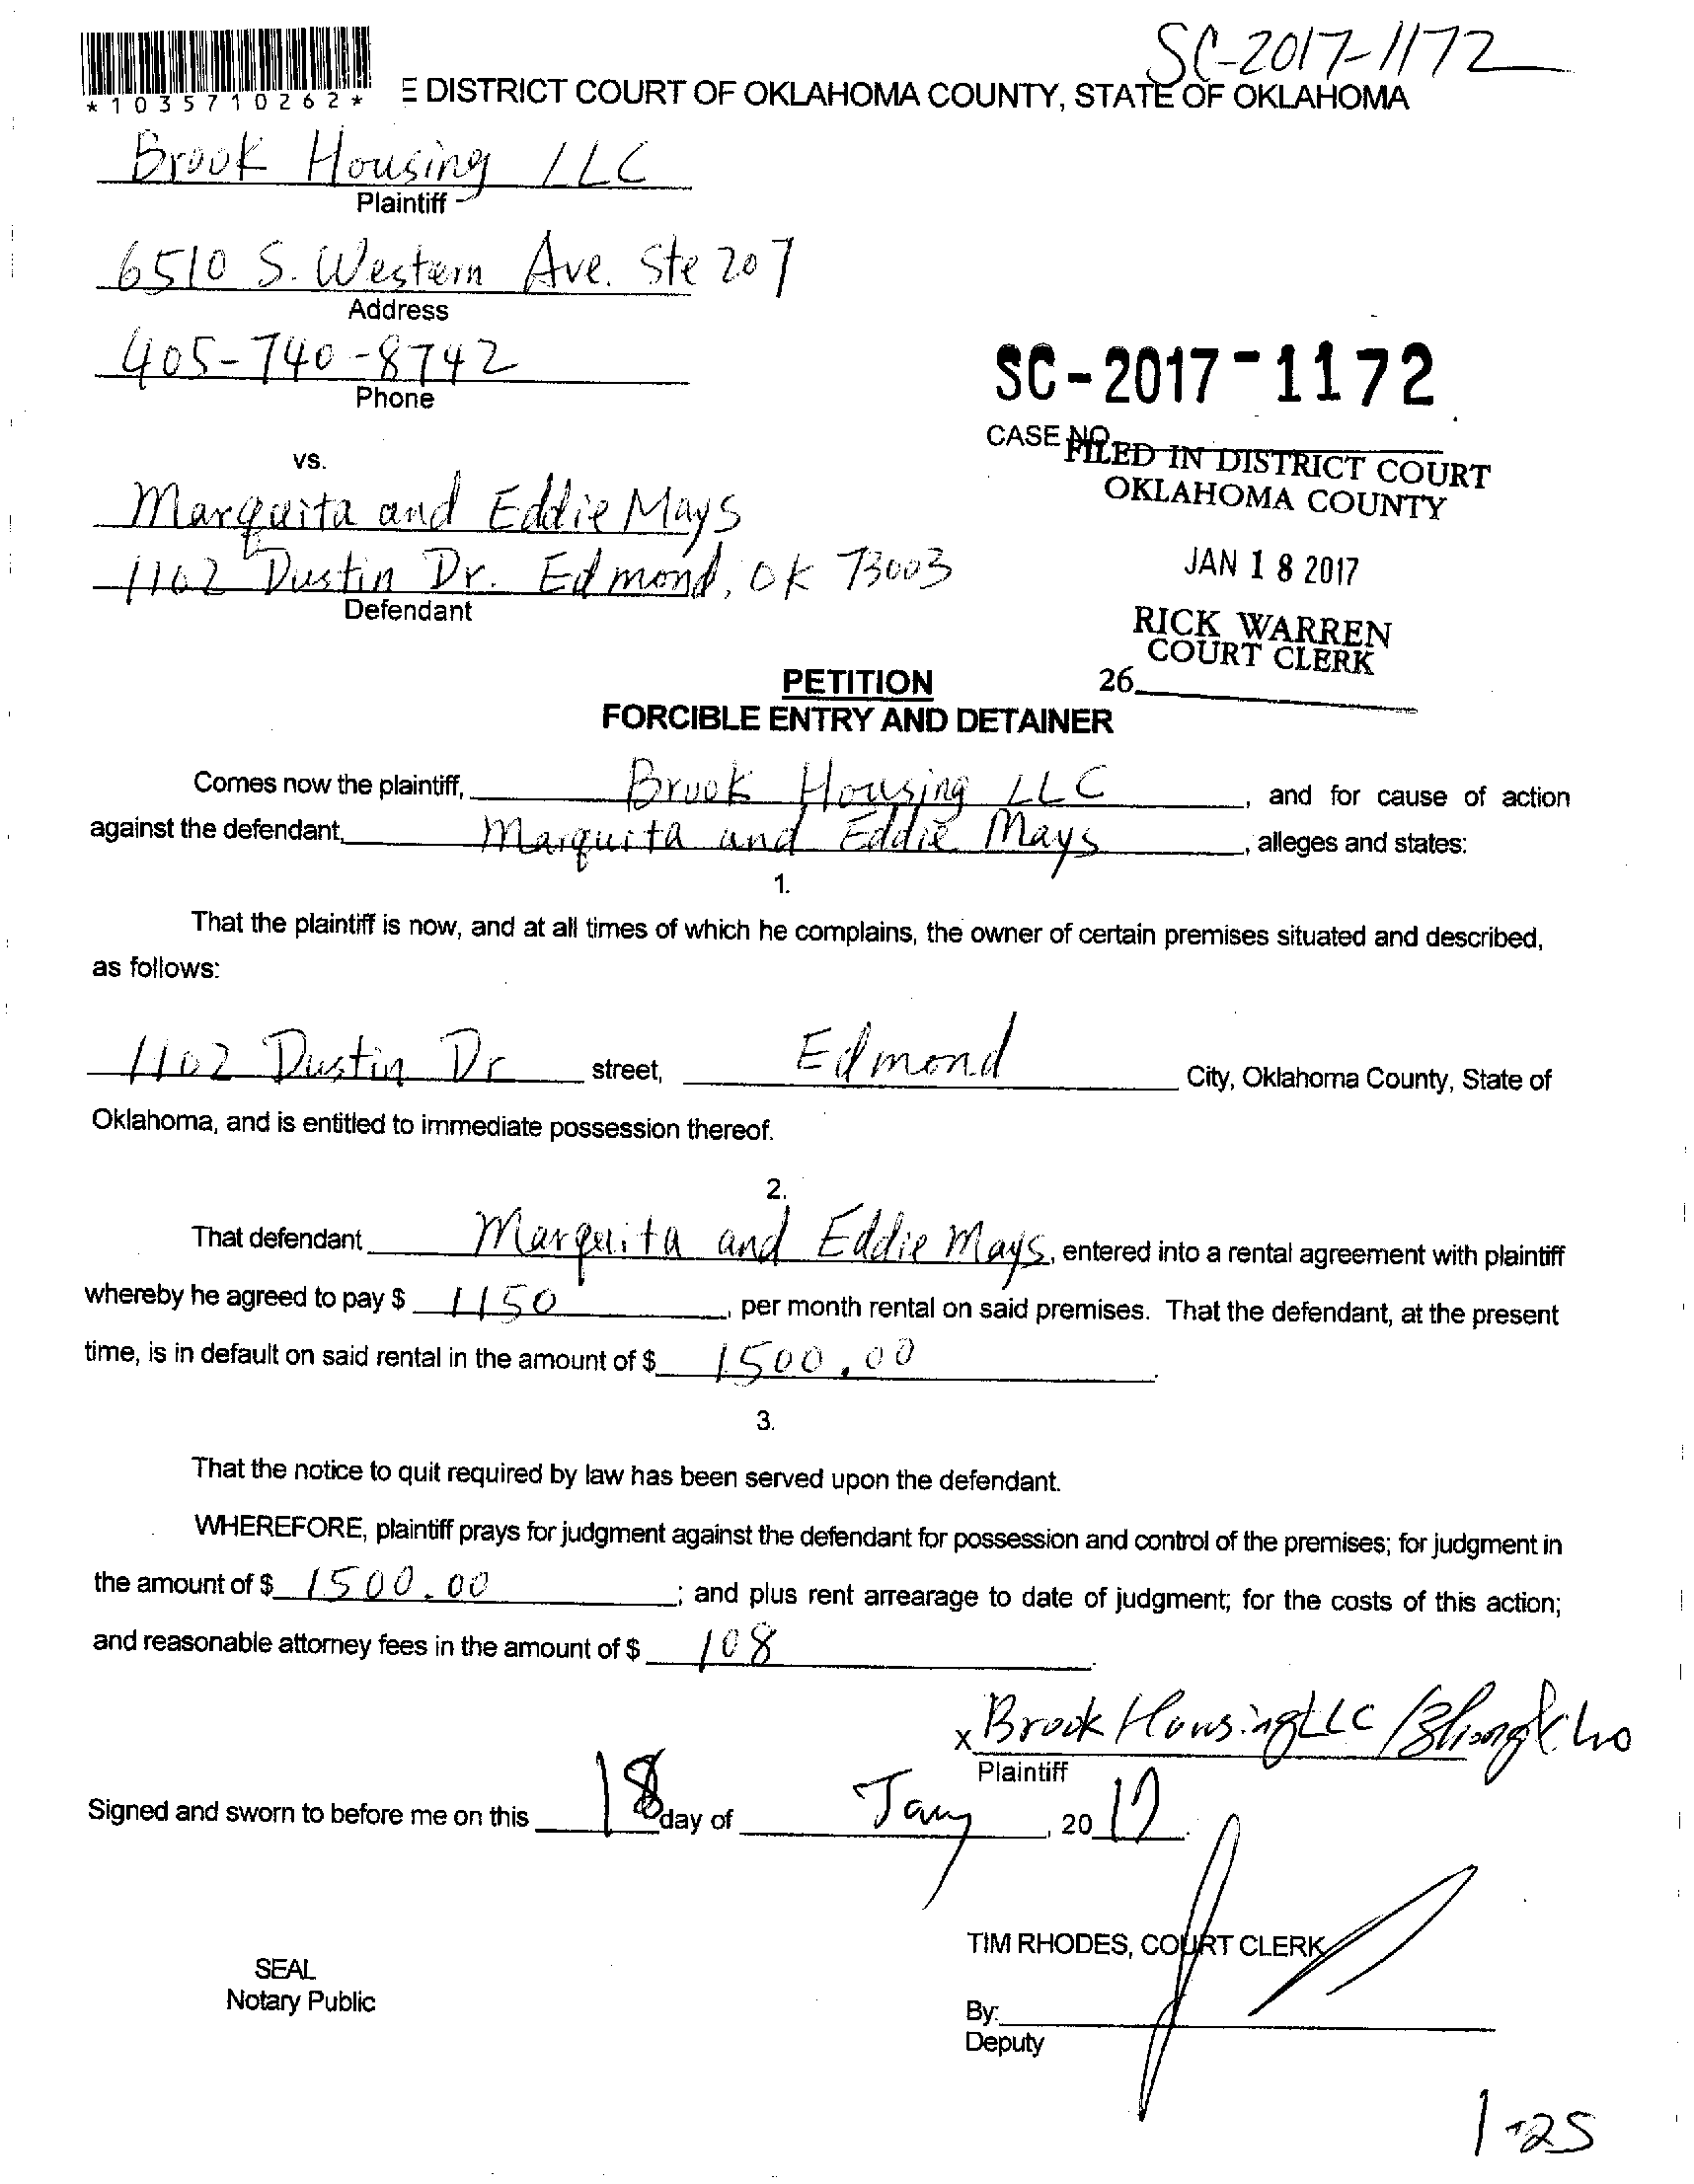 SC-2017-1172
*1035710262*
E DISTRICT COURT OF OKLAHOMA COUNTY, STATE OF OKLAHOMA
Brook Housing LLC
Plaintiff
6510 S. Western Ave. Ste 207
Address
405-740-8742
Phone
SC-2017-1172
CASE NO.
FILED IN DISTRICT COURT
OKLAHOMA COUNTY
vs.
Marquita and Eddie Mays
JAN 18 2017
1102 Dustin Dr. Edmond, OK 73003
Defendant
RICK WARREN
COURT CLERK
26
PETITION
FORCIBLE ENTRY AND DETAINER
Comes now the plaintiff, Brook Housing LLC, and for cause of action
against the defendant, Marquita and Eddie Mays, alleges and states:
1.
That the plaintiff is now, and at all times of which he complains, the owner of certain premises situated and described,
as follows:
1102 Dustin Dr street, Edmond City, Oklahoma County, State of
Oklahoma, and is entitled to immediate possession thereof.
2.
That defendant Marquita and Eddie Mays, entered into a rental agreement with plaintiff
whereby he agreed to pay $ 1150, per month rental on said premises. That the defendant, at the present
time, is in default on said rental in the amount of $ 1500.00.
3.
That the notice to quit required by law has been served upon the defendant.
WHEREFORE, plaintiff prays for judgment against the defendant for possession and control of the premises; for judgment in
the amount of $ 1500.00; and plus rent arrearage to date of judgment; for the costs of this action;
and reasonable attorney fees in the amount of $ 108.
x Brook Housing LLC /
Plaintiff
Signed and sworn to before me on this 18 day of Jany, 2017.
TIM RHODES, COURT CLERK
SEAL
Notary Public
By:
Deputy
1-25